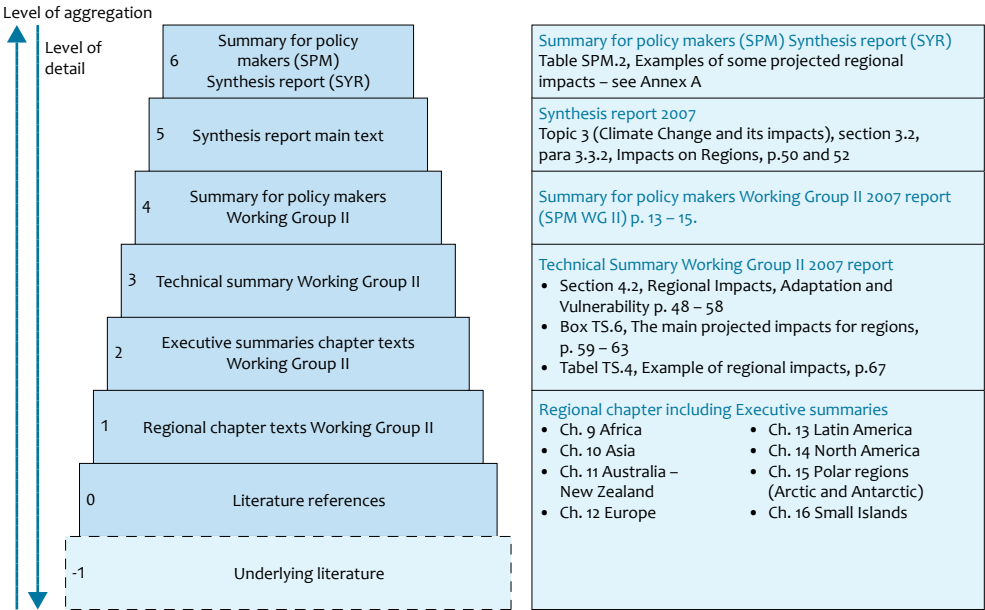 Level of aggregation
Level of
detail
6
Summary for policy
makers (SPM)
Synthesis report (SYR)
5
Synthesis report main text
4
Summary for policy makers
Working Group II
3
Technical summary Working Group II
2
Executive summaries chapter texts
Working Group II
1
Regional chapter texts Working Group II
0
Literature references
-1
Underlying literature
Summary for policy makers (SPM) Synthesis report (SYR)
Table SPM.2, Examples of some projected regional
impacts – see Annex A
Synthesis report 2007
Topic 3 (Climate Change and its impacts), section 3.2,
para 3.3.2, Impacts on Regions, p.50 and 52
Summary for policy makers Working Group II 2007 report
(SPM WG II) p. 13 – 15.
Technical Summary Working Group II 2007 report
• Section 4.2, Regional Impacts, Adaptation and
Vulnerability p. 48 – 58
• Box TS.6, The main projected impacts for regions,
p. 59 – 63
• Tabel TS.4, Example of regional impacts, p.67
Regional chapter including Executive summaries
• Ch. 9 Africa
• Ch. 10 Asia
• Ch. 11 Australia –
New Zealand
• Ch. 12 Europe
• Ch. 13 Latin America
• Ch. 14 North America
• Ch. 15 Polar regions
(Arctic and Antarctic)
• Ch. 16 Small Islands